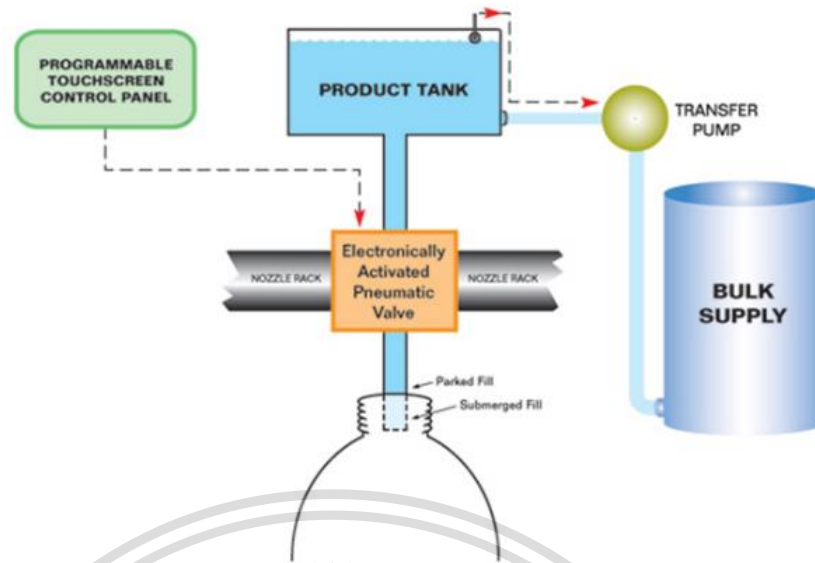 PROGRAMMABLE
TOUCHSCREEN
CONTROL PANEL
PRODUCT TANK
TRANSFER
PUMP
NOZZLE RACK
Electronically
Activated
Pneumatic
Valve
NOZZLE RACK
BULK
SUPPLY
Parked Fill
Submerged Fill